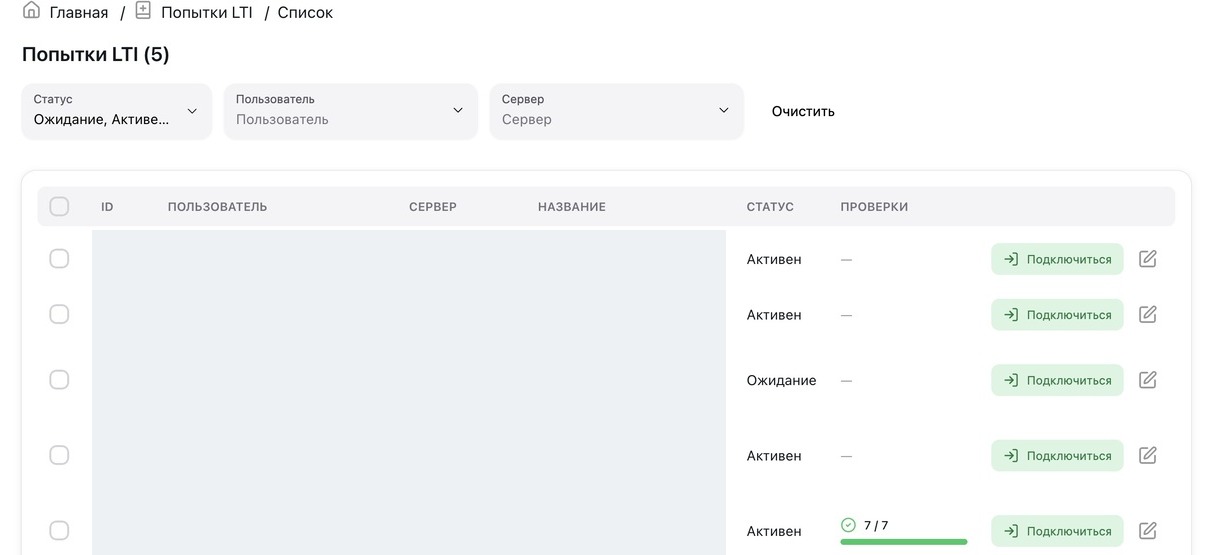 Главная / Попытки LTI / Список
Попытки LTI (5)
Статус
Ожидание, Активе...
Пользователь
Пользователь
Сервер
Сервер
Очистить
ID ПОЛЬЗОВАТЕЛЬ СЕРВЕР НАЗВАНИЕ СТАТУС ПРОВЕРКИ
Активен — Подключиться
Активен — Подключиться
Ожидание — Подключиться
Активен — Подключиться
Активен 7 / 7 Подключиться